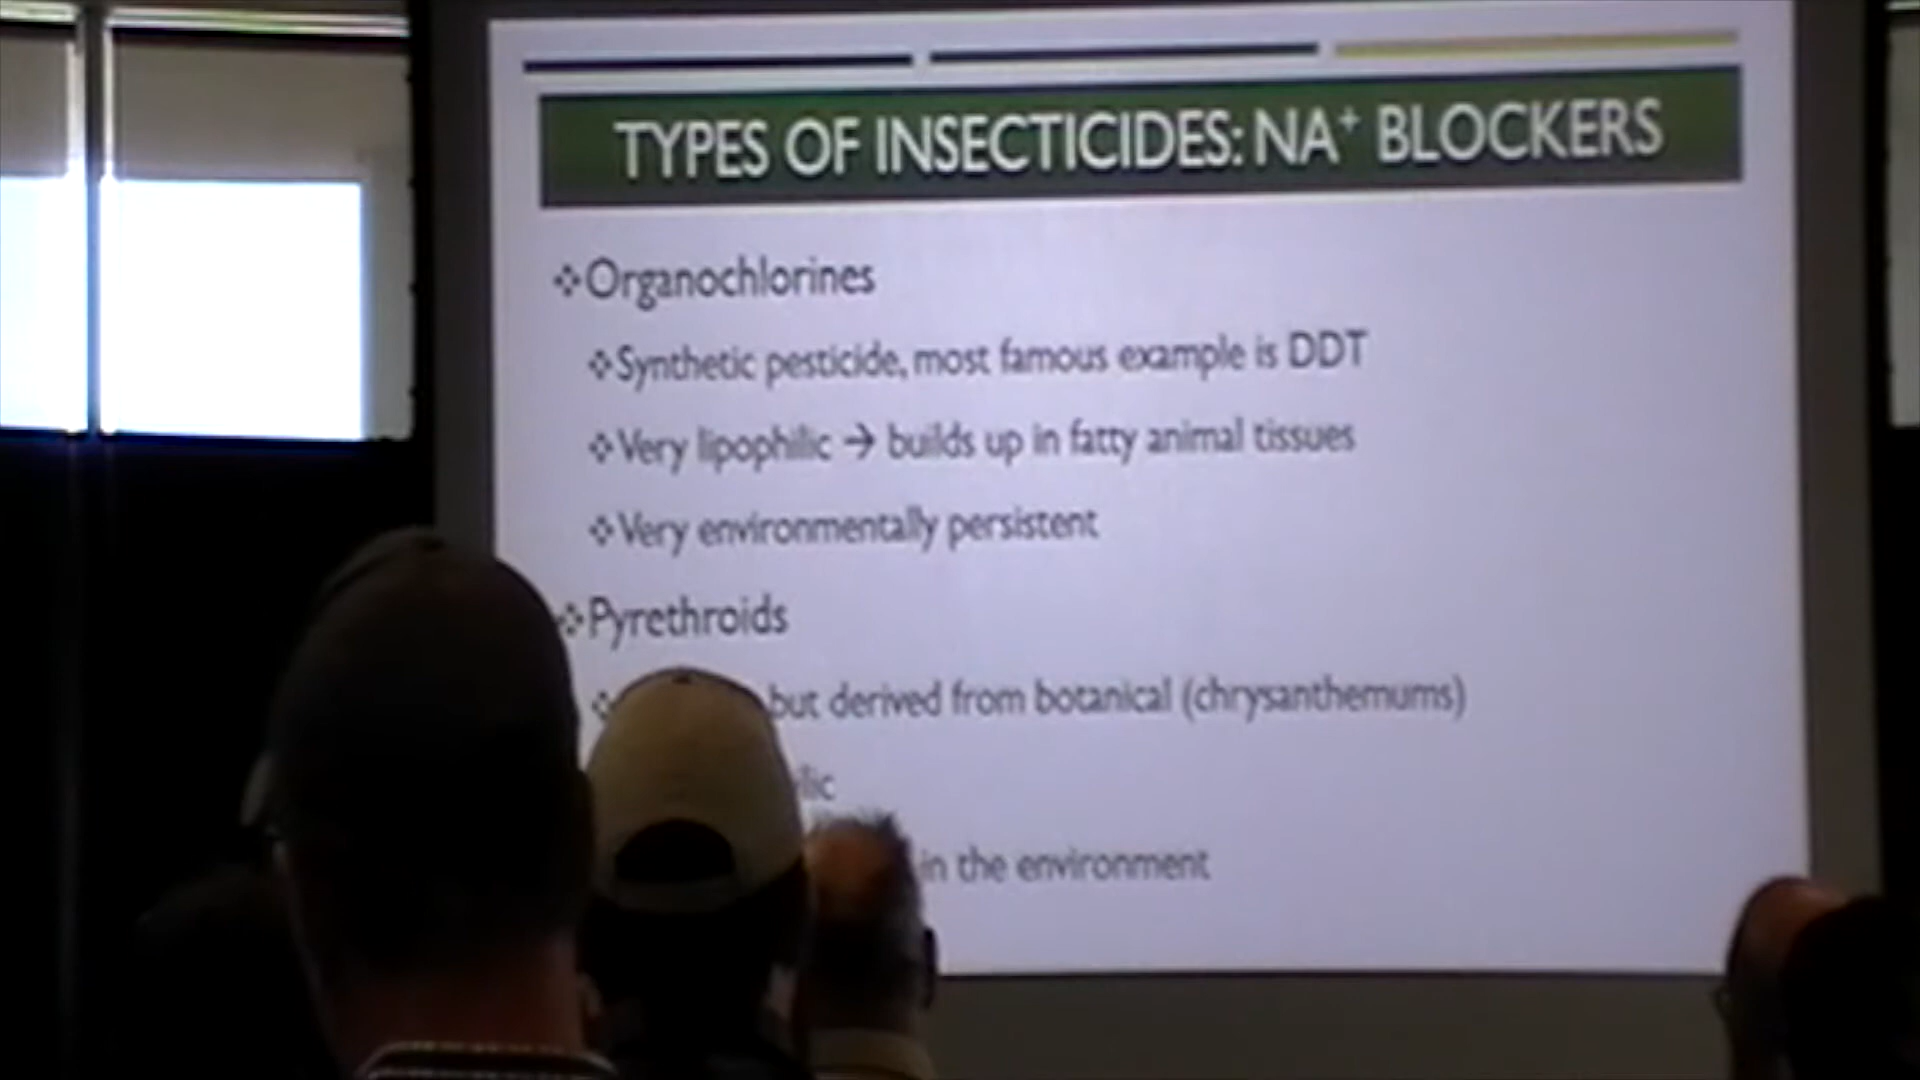 TYPES OF INSECTICIDES: NA⁺ BLOCKERS
❖Organochlorines
❖Synthetic pesticide, most famous example is DDT
❖Very lipophilic → builds up in fatty animal tissues
❖Very environmentally persistent
❖Pyrethroids
❖ but derived from botanical (chrysanthemums)
in the environment